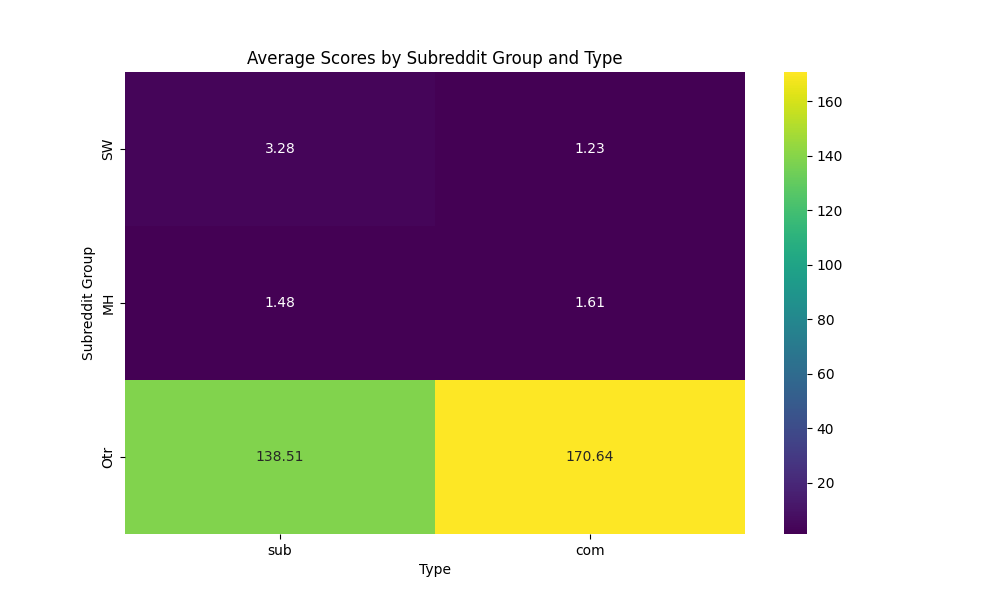 Average Scores by Subreddit Group and Type
Subreddit Group
SW
3.28
1.23
MH
1.48
1.61
Otr
138.51
170.64
sub
com
Type
160
140
120
100
80
60
40
20